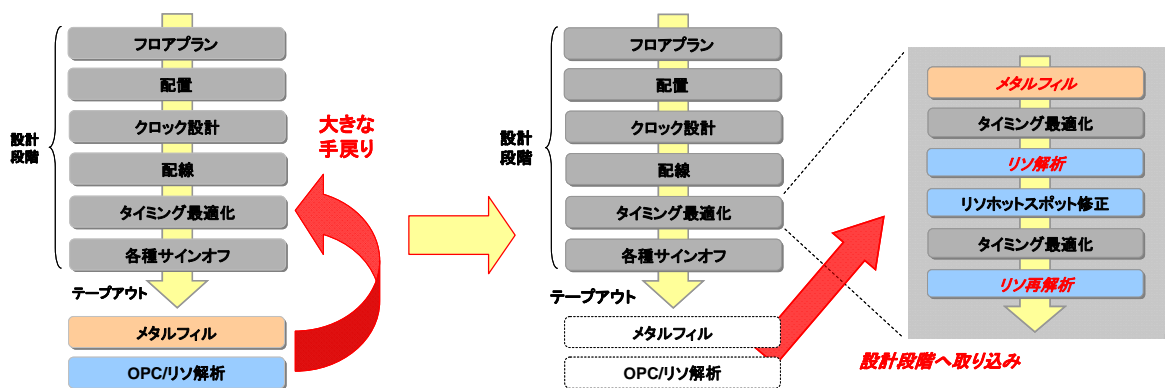 フロアプラン
配置
クロック設計
配線
タイミング最適化
各種サインオフ
設計
段階
テープアウト
メタルフィル
OPC/リソ解析
大きな
手戻り
フロアプラン
配置
クロック設計
配線
タイミング最適化
各種サインオフ
設計
段階
テープアウト
メタルフィル
OPC/リソ解析
メタルフィル
タイミング最適化
リソ解析
リソホットスポット修正
タイミング最適化
リソ再解析
設計段階へ取り込み